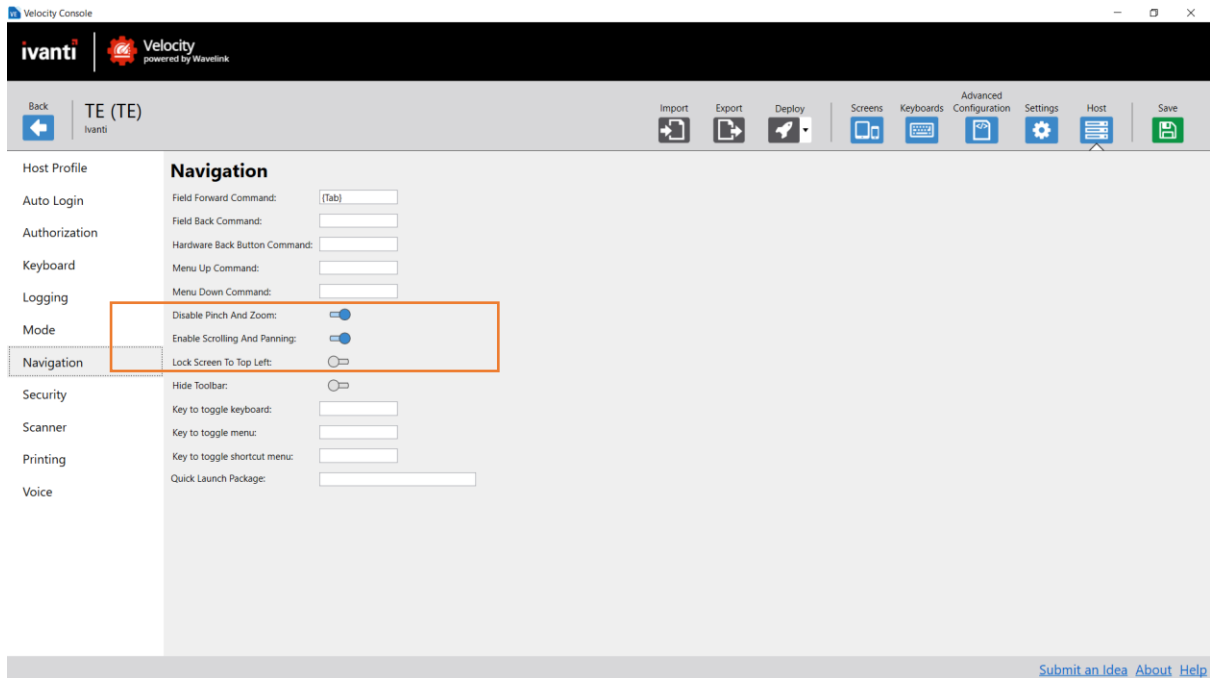 Velocity Console
ivanti
Velocity
powered by Wavelink
Back
TE (TE)
Ivanti
Import
Export
Deploy
Screens
Keyboards
Advanced
Configuration
Settings
Host
Save
Host Profile
Auto Login
Authorization
Keyboard
Logging
Mode
Navigation
Security
Scanner
Printing
Voice
Navigation
Field Forward Command: {Tab}
Field Back Command:
Hardware Back Button Command:
Menu Up Command:
Menu Down Command:
Disable Pinch And Zoom:
Enable Scrolling And Panning:
Lock Screen To Top Left:
Hide Toolbar:
Key to toggle keyboard:
Key to toggle menu:
Key to toggle shortcut menu:
Quick Launch Package:
Submit an Idea About Help